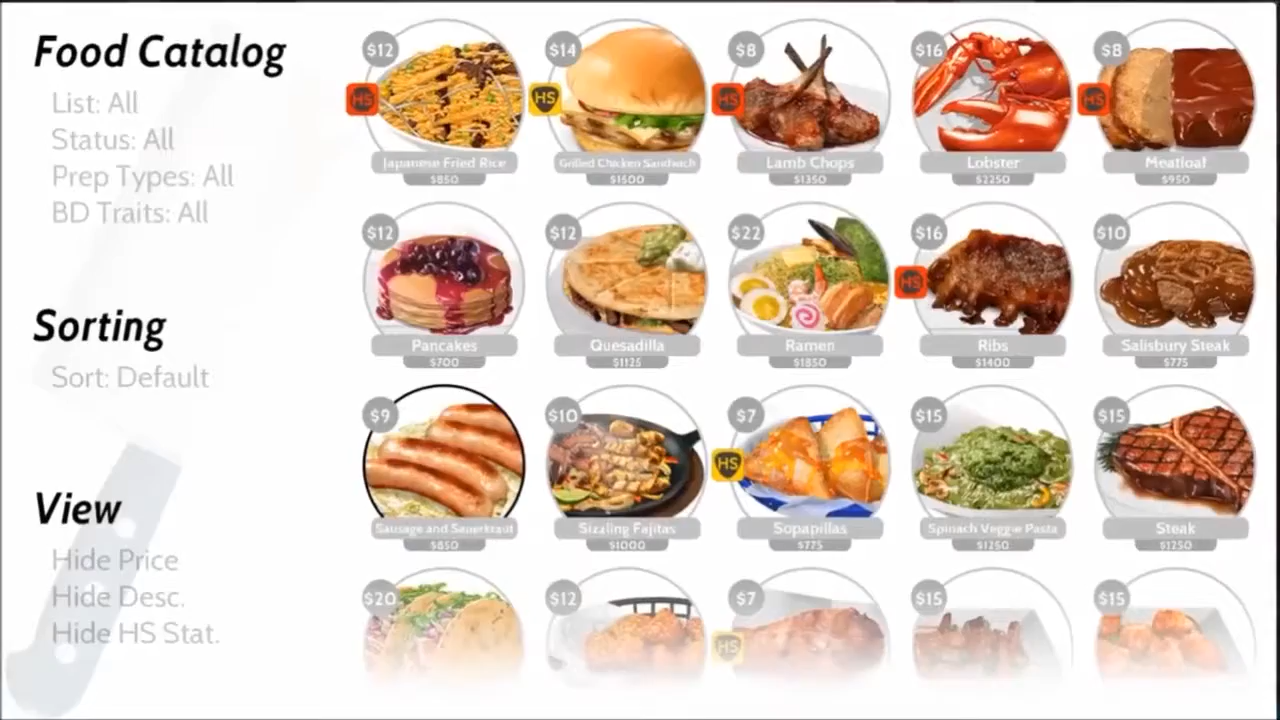 Food Catalog
List: All
Status: All
Prep Types: All
BD Traits: All
Sorting
Sort: Default
View
Hide Price
Hide Desc.
Hide HS Stat.
$12
HS
Japanese Fried Rice
$850
$14
HS
Grilled Chicken Sandwich
$1500
$8
HS
Lamb Chops
$1350
$16
Lobster
$2250
$8
HS
Meatloaf
$950
$12
Pancakes
$700
$12
Quesadilla
$1125
$22
Ramen
$1850
$16
HS
Ribs
$1400
$10
Salisbury Steak
$775
$9
Sausage and Sauerkraut
$850
$10
Sizzling Fajitas
$1000
$7
HS
Sopapillas
$775
$15
Spinach Veggie Pasta
$1250
$15
Steak
$1250
$20
$12
$7
HS
$15
$15